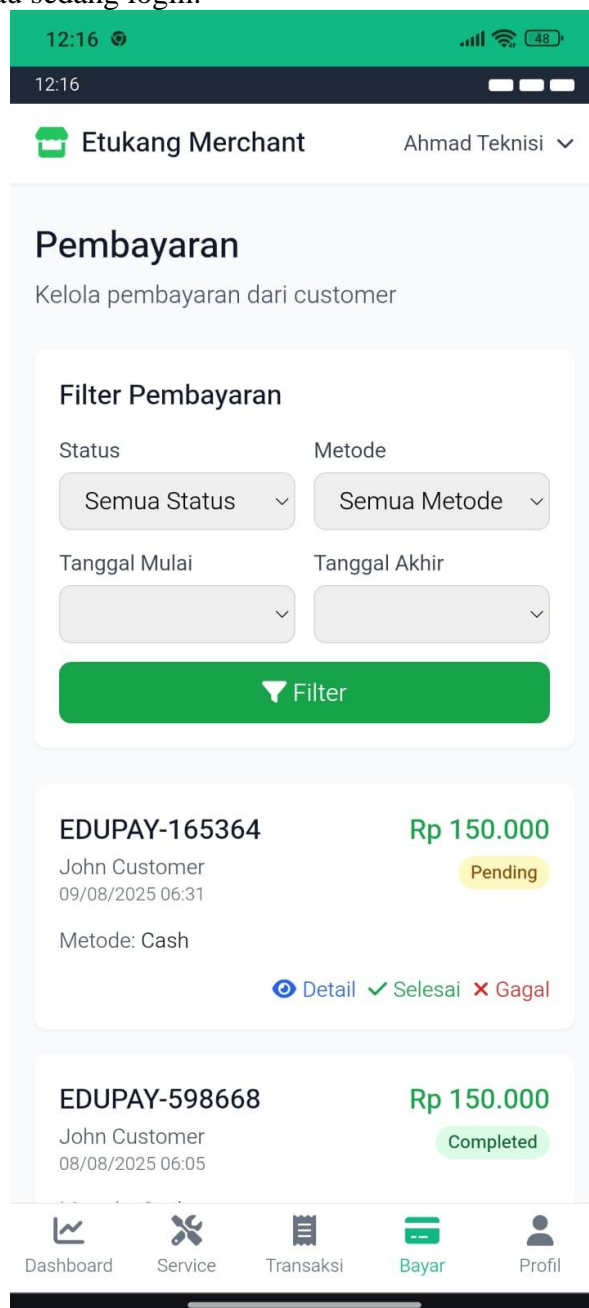 sedang login.
12:16 48
12:16
Etukang Merchant Ahmad Teknisi
Pembayaran
Kelola pembayaran dari customer
Filter Pembayaran
Status Metode
Semua Status Semua Metode
Tanggal Mulai Tanggal Akhir
Filter
EDUPAY-165364 Rp 150.000
John Customer Pending
09/08/2025 06:31
Metode: Cash
Detail Selesai Gagal
EDUPAY-598668 Rp 150.000
John Customer Completed
08/08/2025 06:05
Dashboard Service Transaksi Bayar Profil